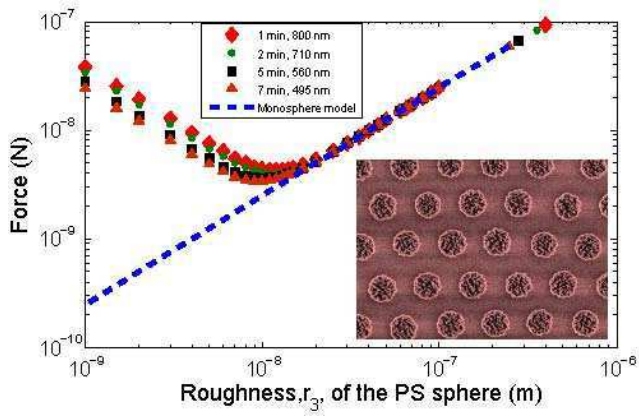 10⁻⁷
10⁻⁸
10⁻⁹
10⁻¹⁰
Force (N)
1 min, 800 nm
2 min, 710 nm
5 min, 560 nm
7 min, 495 nm
Monosphere model
10⁻⁹ 10⁻⁸ 10⁻⁷ 10⁻⁶
Roughness,r₃, of the PS sphere (m)